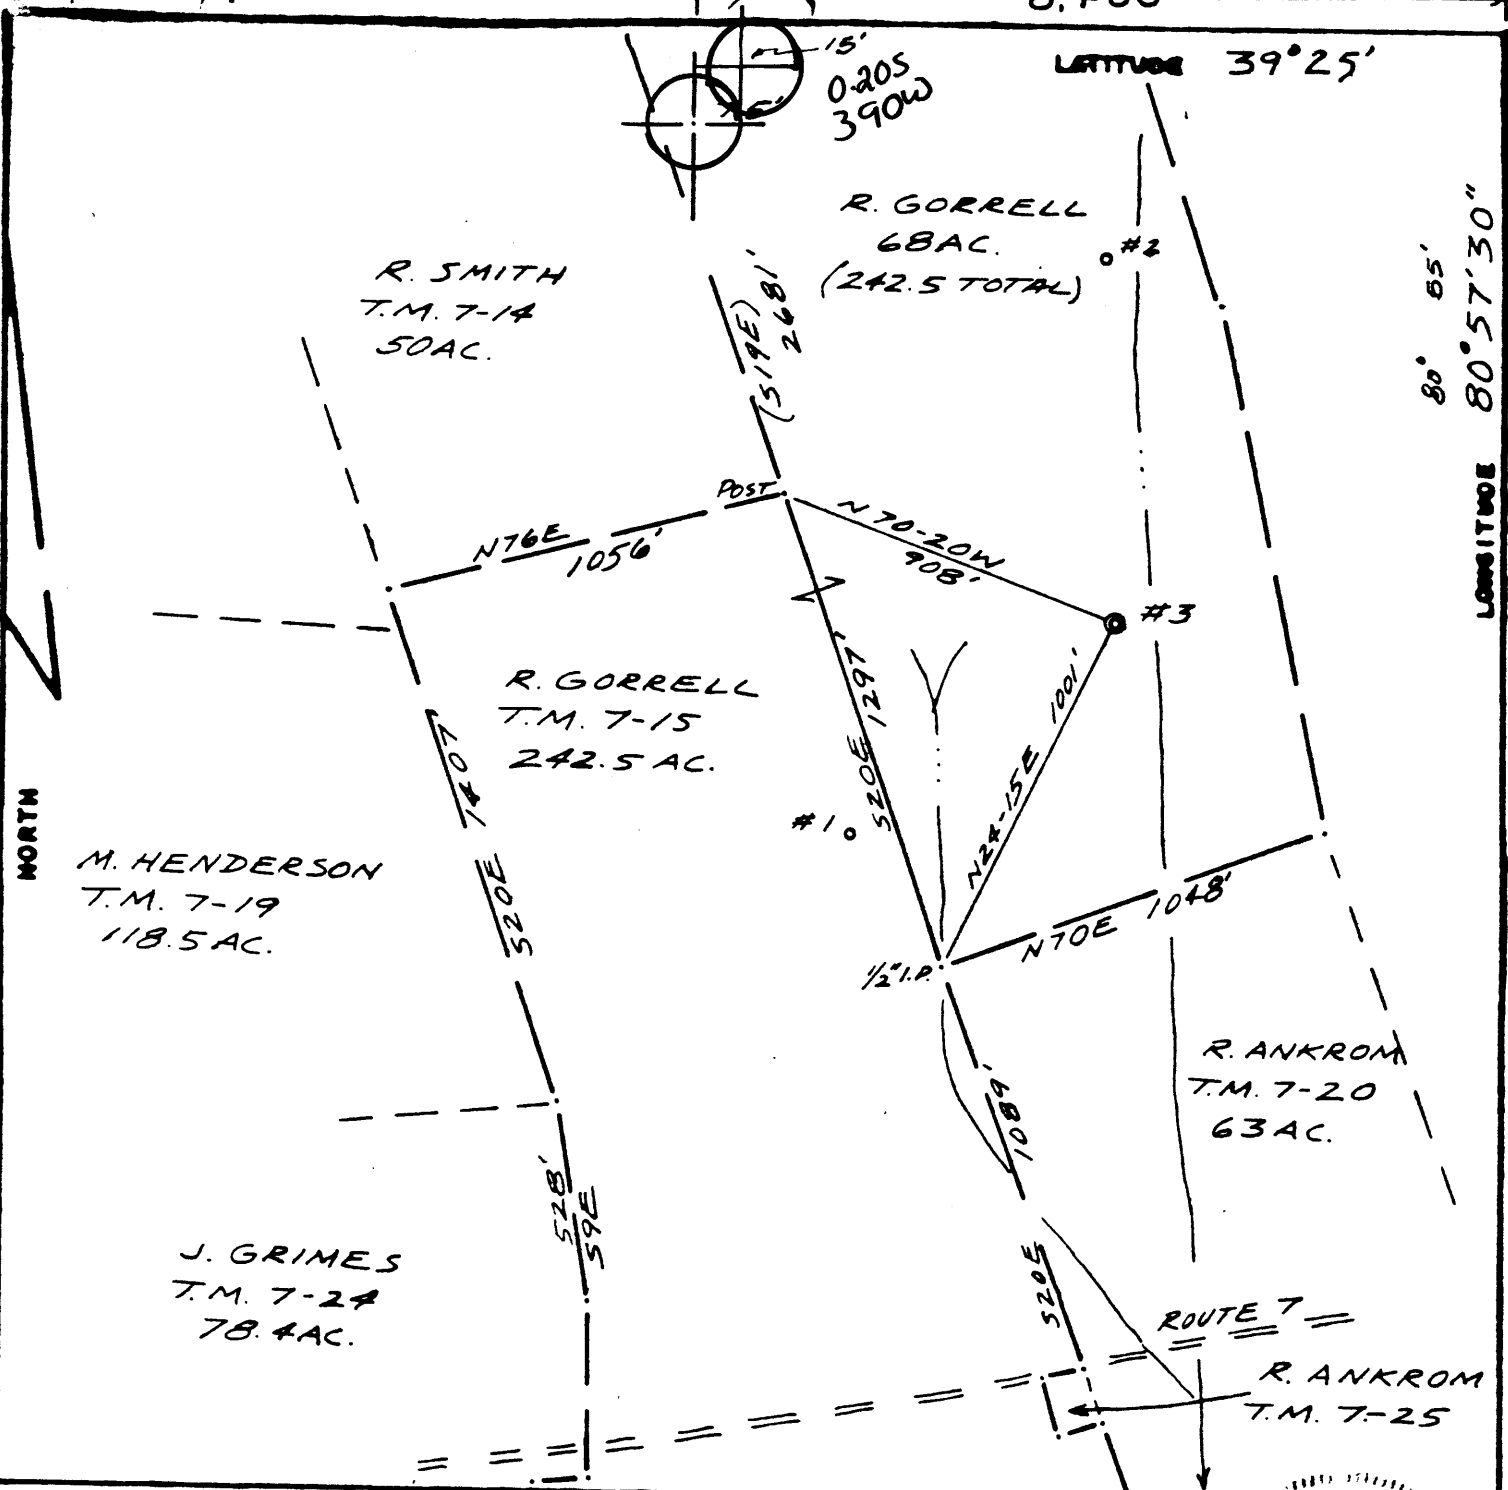 15'
0.20S
3.90W
LATITUDE 39°25'
R. GORRELL
68AC.
(242.5 TOTAL)
#2
R. SMITH
T.M. 7-14
50AC.
(S19E)
2681'
80° 55'
LONGITUDE 80°57'30"
POST
N76E
1056'
N70-20W
908'
#3
R. GORRELL
T.M. 7-15
242.5 AC.
S20E 1297'
N24-15E 1001'
#1
S20E 1407'
NORTH
M. HENDERSON
T.M. 7-19
118.5AC.
N70E 1048'
1/2" I.P.
R. ANKROM
T.M. 7-20
63AC.
1089'
S20E
528'
S9E
J. GRIMES
T.M. 7-24
78.4AC.
ROUTE 7
R. ANKROM
T.M. 7-25